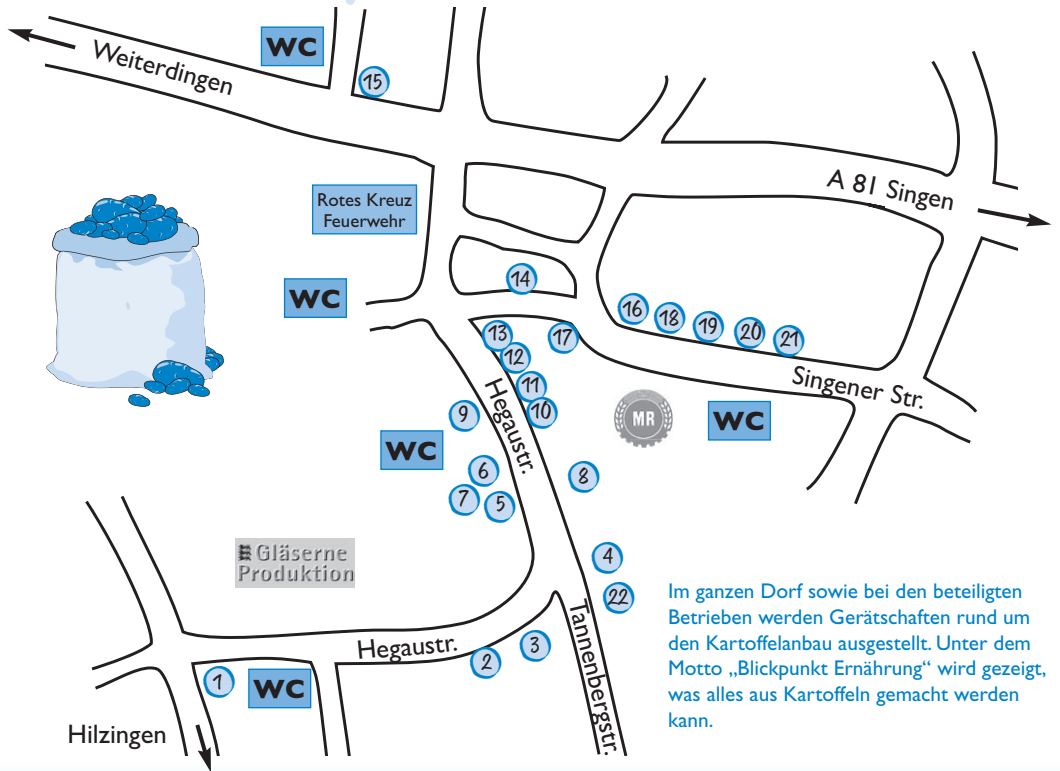 WC
Weiterdingen
15
A 81 Singen
Rotes Kreuz
Feuerwehr
WC
14
16
18
19
20
21
13
17
12
11
10
Hegaustr.
Singener Str.
9
MR
WC
WC
6
8
7
5
Gläserne
Produktion
4
22
Tannenbergstr.
Hegaustr.
3
2
1
WC
Hilzingen
Im ganzen Dorf sowie bei den beteiligten
Betrieben werden Gerätschaften rund um
den Kartoffelanbau ausgestellt. Unter dem
Motto „Blickpunkt Ernährung“ wird gezeigt,
was alles aus Kartoffeln gemacht werden
kann.